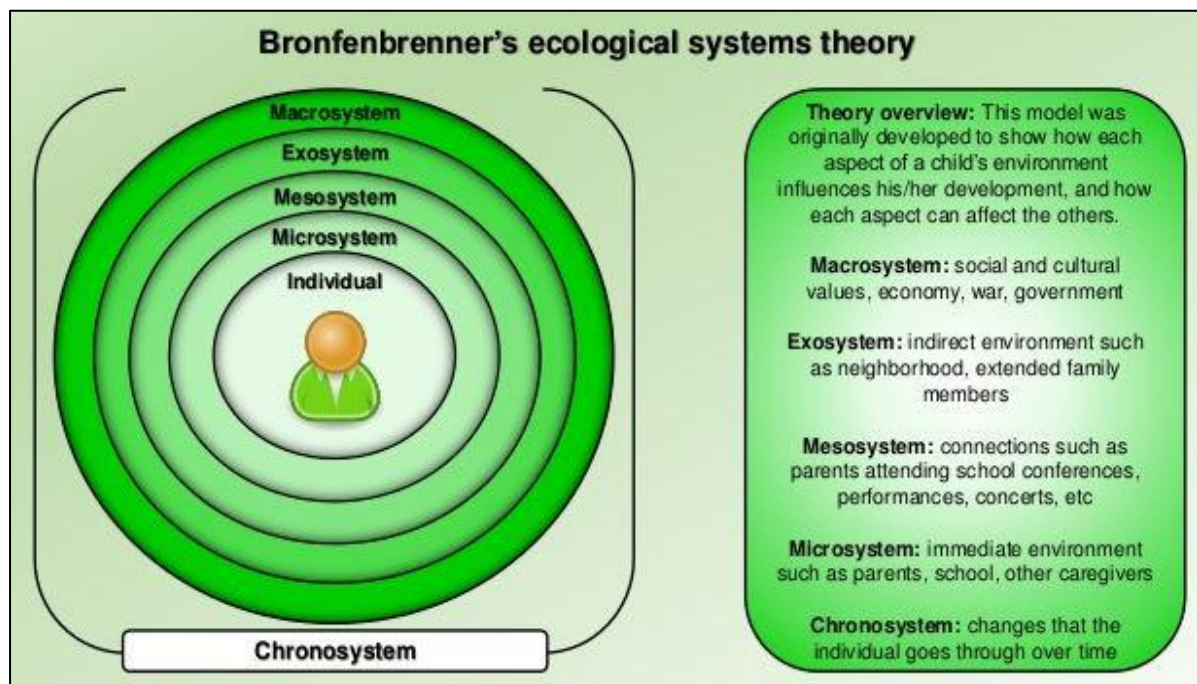 Bronfenbrenner's ecological systems theory
Macrosystem
Exosystem
Mesosystem
Microsystem
Individual
Chronosystem
Theory overview: This model was
originally developed to show how each
aspect of a child's environment
influences his/her development, and how
each aspect can affect the others.
Macrosystem: social and cultural
values, economy, war, government
Exosystem: indirect environment such
as neighborhood, extended family
members
Mesosystem: connections such as
parents attending school conferences,
performances, concerts, etc
Microsystem: immediate environment
such as parents, school, other caregivers
Chronosystem: changes that the
individual goes through over time